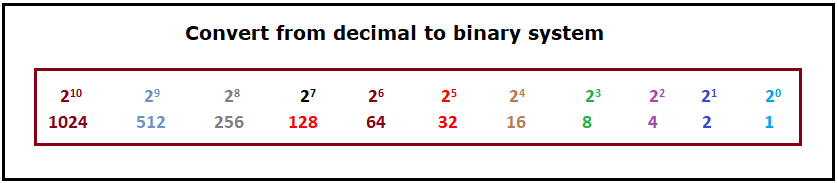 Convert from decimal to binary system
2¹⁰ 2⁹ 2⁸ 2⁷ 2⁶ 2⁵ 2⁴ 2³ 2² 2¹ 2⁰
1024 512 256 128 64 32 16 8 4 2 1